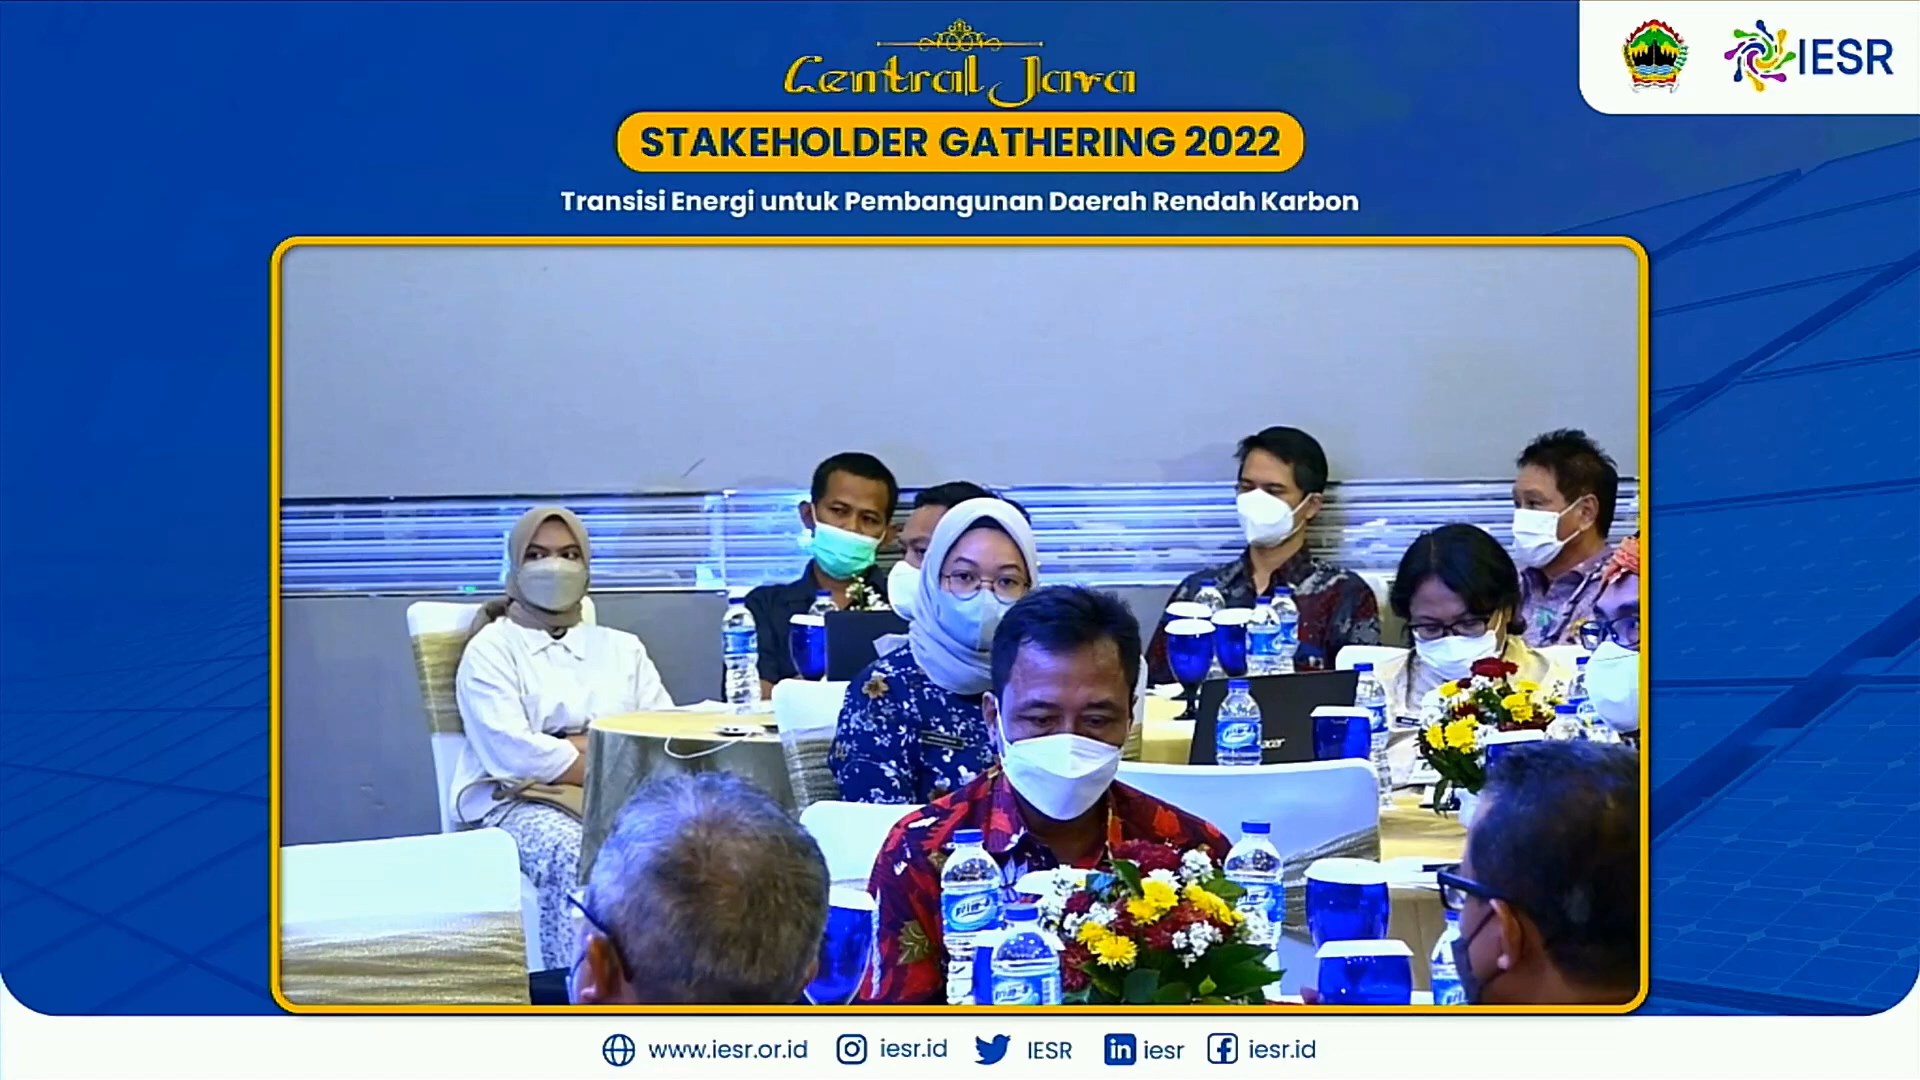 Central Java
IESR
STAKEHOLDER GATHERING 2022
Transisi Energi untuk Pembangunan Daerah Rendah Karbon
acer
www.iesr.or.id
iesr.id
IESR
iesr
iesr.id